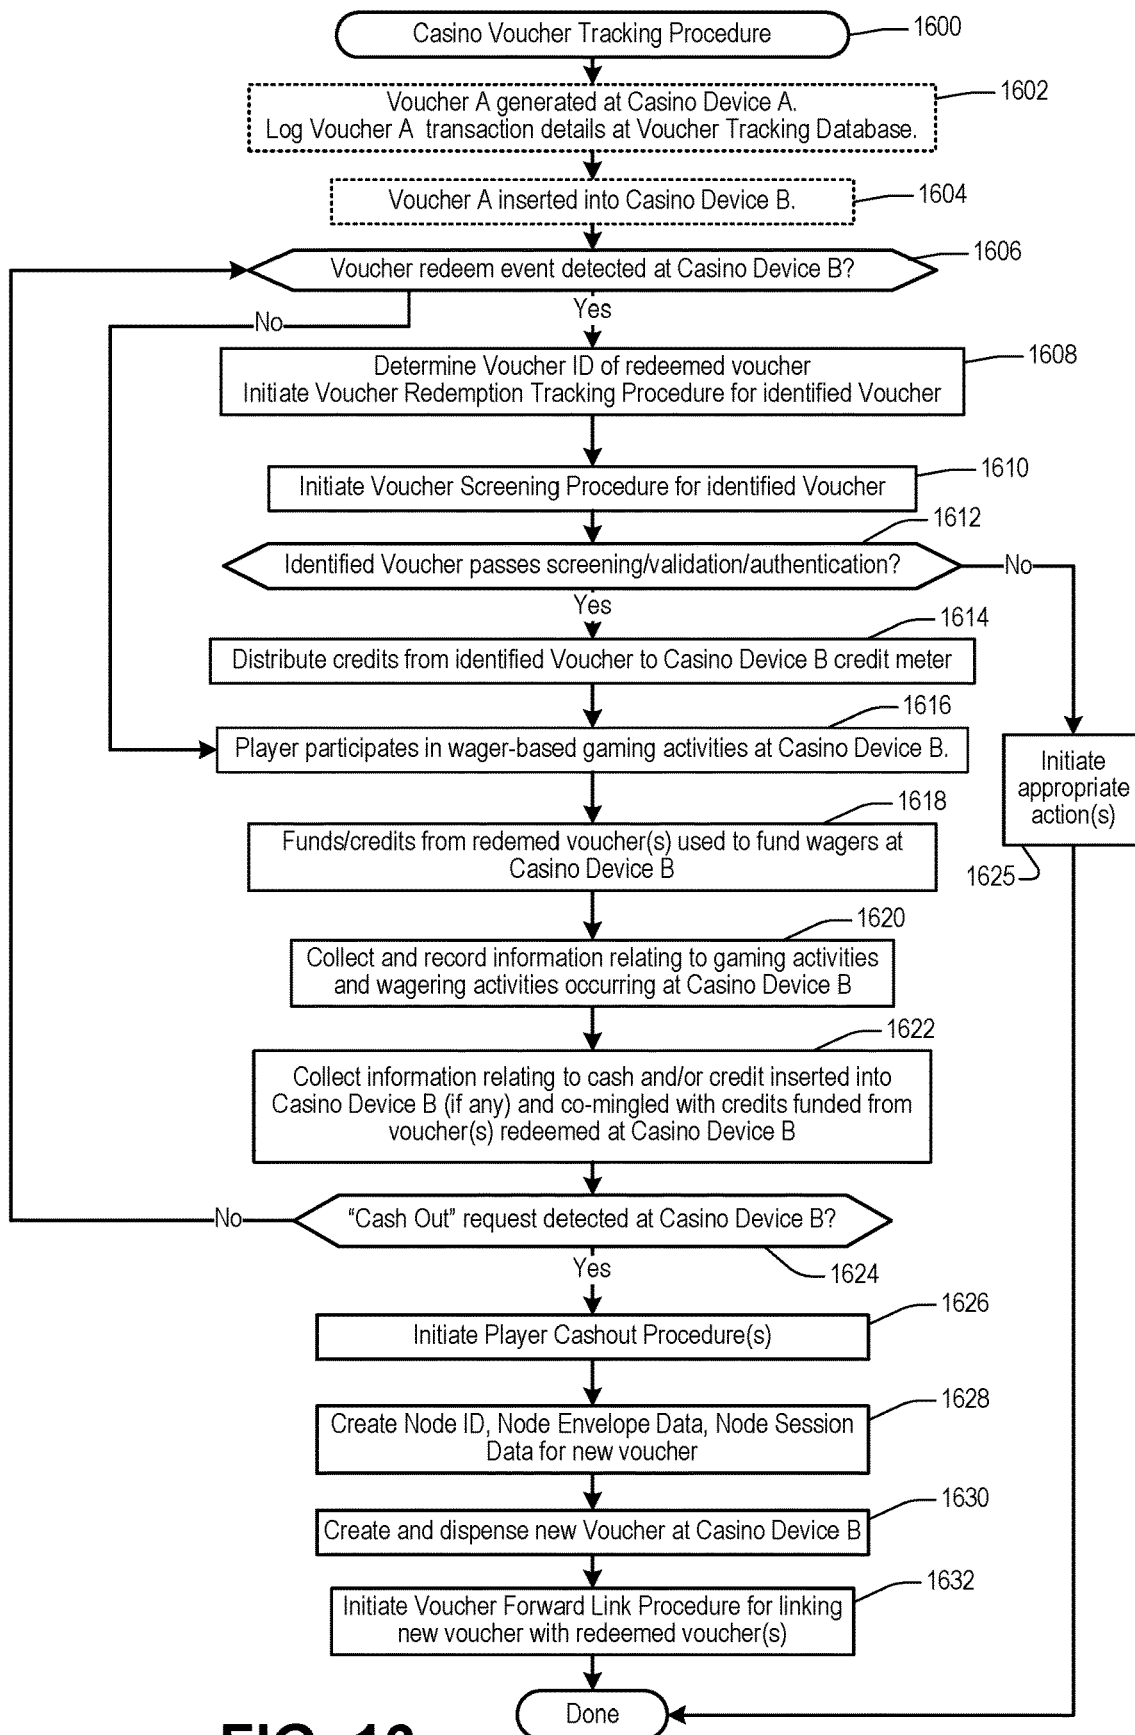 Casino Voucher Tracking Procedure
1600
Voucher A generated at Casino Device A.
Log Voucher A transaction details at Voucher Tracking Database.
1602
Voucher A inserted into Casino Device B.
1604
Voucher redeem event detected at Casino Device B?
1606
No
Yes
Determine Voucher ID of redeemed voucher
Initiate Voucher Redemption Tracking Procedure for identified Voucher
1608
Initiate Voucher Screening Procedure for identified Voucher
1610
1612
Identified Voucher passes screening/validation/authentication?
No
Yes
1614
Distribute credits from identified Voucher to Casino Device B credit meter
1616
Player participates in wager-based gaming activities at Casino Device B.
Initiate
appropriate
action(s)
1625
1618
Funds/credits from redemed voucher(s) used to fund wagers at
Casino Device B
1620
Collect and record information relating to gaming activities
and wagering activities occurring at Casino Device B
1622
Collect information relating to cash and/or credit inserted into
Casino Device B (if any) and co-mingled with credits funded from
voucher(s) redeemed at Casino Device B
No
“Cash Out” request detected at Casino Device B?
Yes
1624
1626
Initiate Player Cashout Procedure(s)
1628
Create Node ID, Node Envelope Data, Node Session
Data for new voucher
1630
Create and dispense new Voucher at Casino Device B
1632
Initiate Voucher Forward Link Procedure for linking
new voucher with redeemed voucher(s)
Done